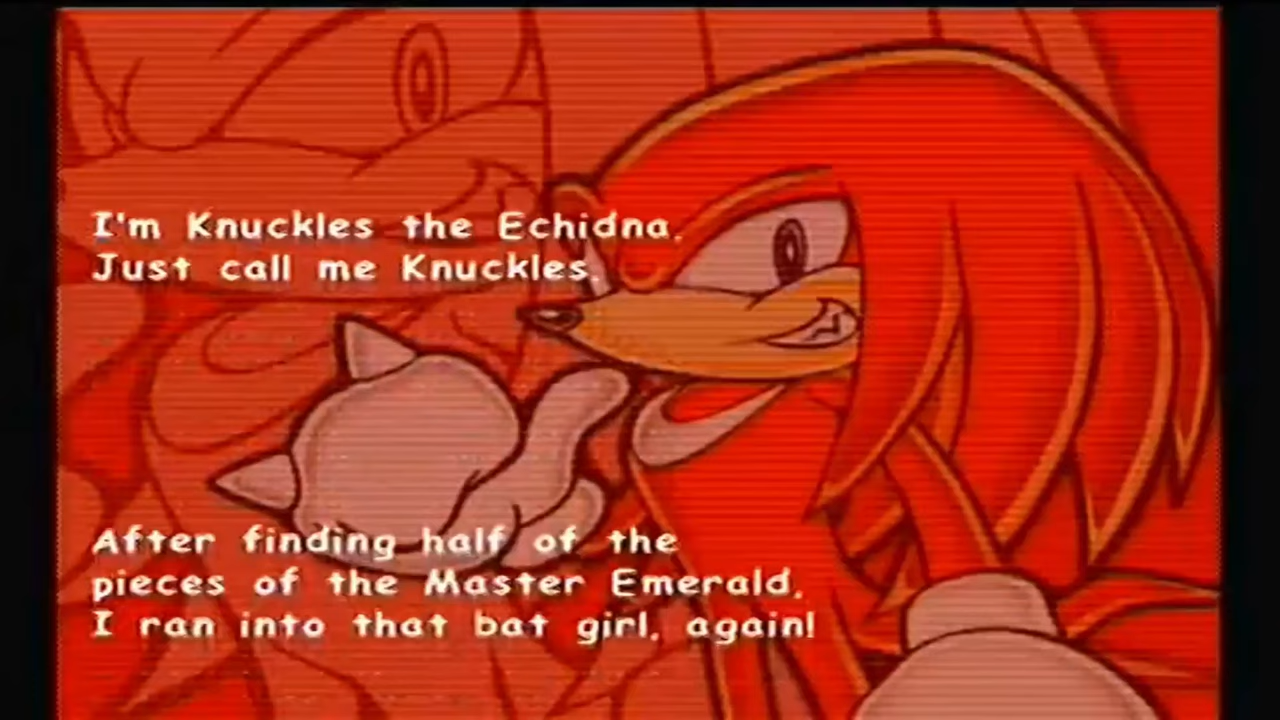 I'm Knuckles the Echidna.
Just call me Knuckles.
After finding half of the
pieces of the Master Emerald,
I ran into that bat girl, again!